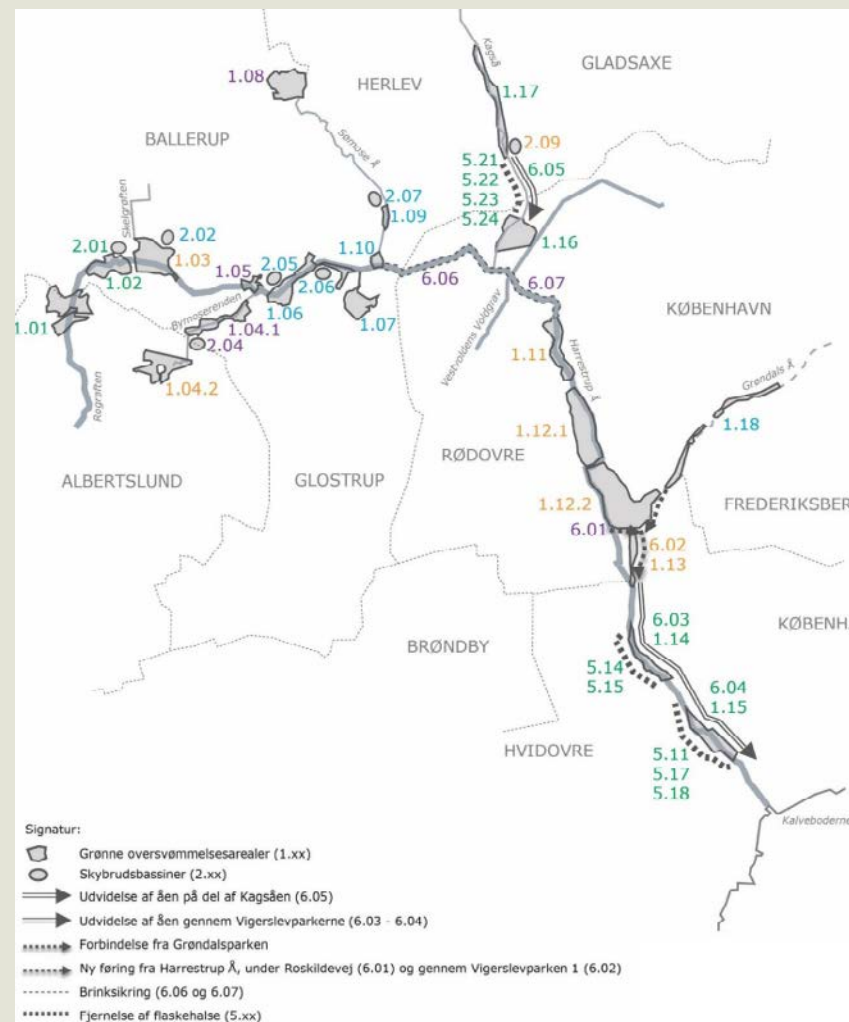 Kagså
GLADSAXE
1.08
HERLEV
1.17
Sømose Å
BALLERUP
2.09
5.21
6.05
5.22
5.23
5.24
2.07
1.09
Skelgrøften
2.01
2.02
1.16
1.10
1.03
1.05
2.05
1.02
6.06
6.07
2.06
Bymoserenden
KØBENHAVN
1.01
1.04.1
1.06
1.07
2.04
Vestvoldens Voldgrav
1.11
Harrestrup Å
1.04.2
Grøndals Å
1.18
1.12.1
RØDOVRE
ALBERTSLUND
GLOSTRUP
1.12.2
FREDERIKSBER
6.01
6.02
1.13
6.03
1.14
KØBENHA
BRØNDBY
5.14
5.15
6.04
1.15
HVIDOVRE
5.11
5.17
5.18
Kalveboderne
Signatur:
Grønne oversvømmelsesarealer (1.xx)
Skybrudsbassiner (2.xx)
Udvidelse af åen på del af Kagsåen (6.05)
Udvidelse af åen gennem Vigerslevparkerne (6.03 - 6.04)
Forbindelse fra Grøndalsparken
Ny føring fra Harrestrup Å, under Roskildevej (6.01) og gennem Vigerslevparken 1 (6.02)
Brinksikring (6.06 og 6.07)
Fjernelse af flaskehalse (5.xx)